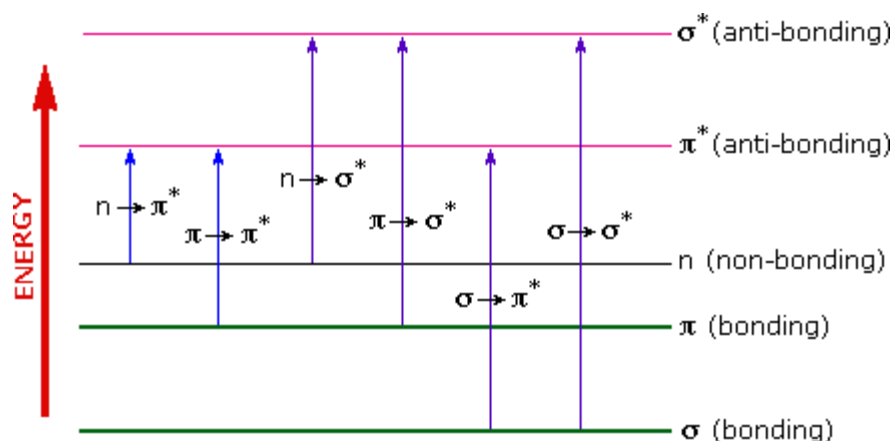 σ* (anti-bonding)
π* (anti-bonding)
n → σ*
n → π*
π → π*
π → σ*
σ → σ*
n (non-bonding)
σ → π*
π (bonding)
σ (bonding)
ENERGY